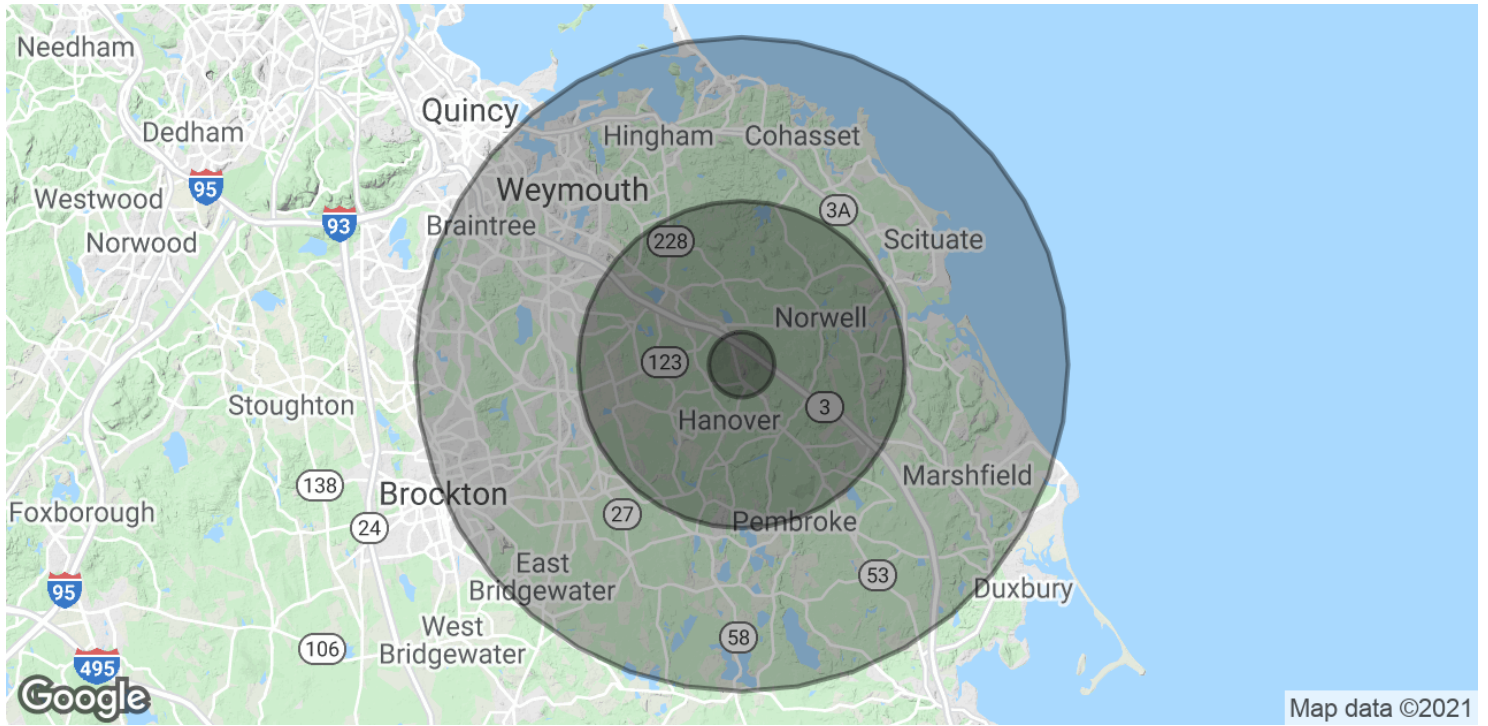 Needham
Quincy
Dedham
Hingham
Cohasset
95
Westwood
Weymouth
3A
93
Braintree
Norwood
228
Scituate
Norwell
123
Stoughton
3
Hanover
Marshfield
138
Brockton
Foxborough
27
Pembroke
24
East
Bridgewater
53
95
Duxbury
West
Bridgewater
58
106
495
Google
Map data ©2021